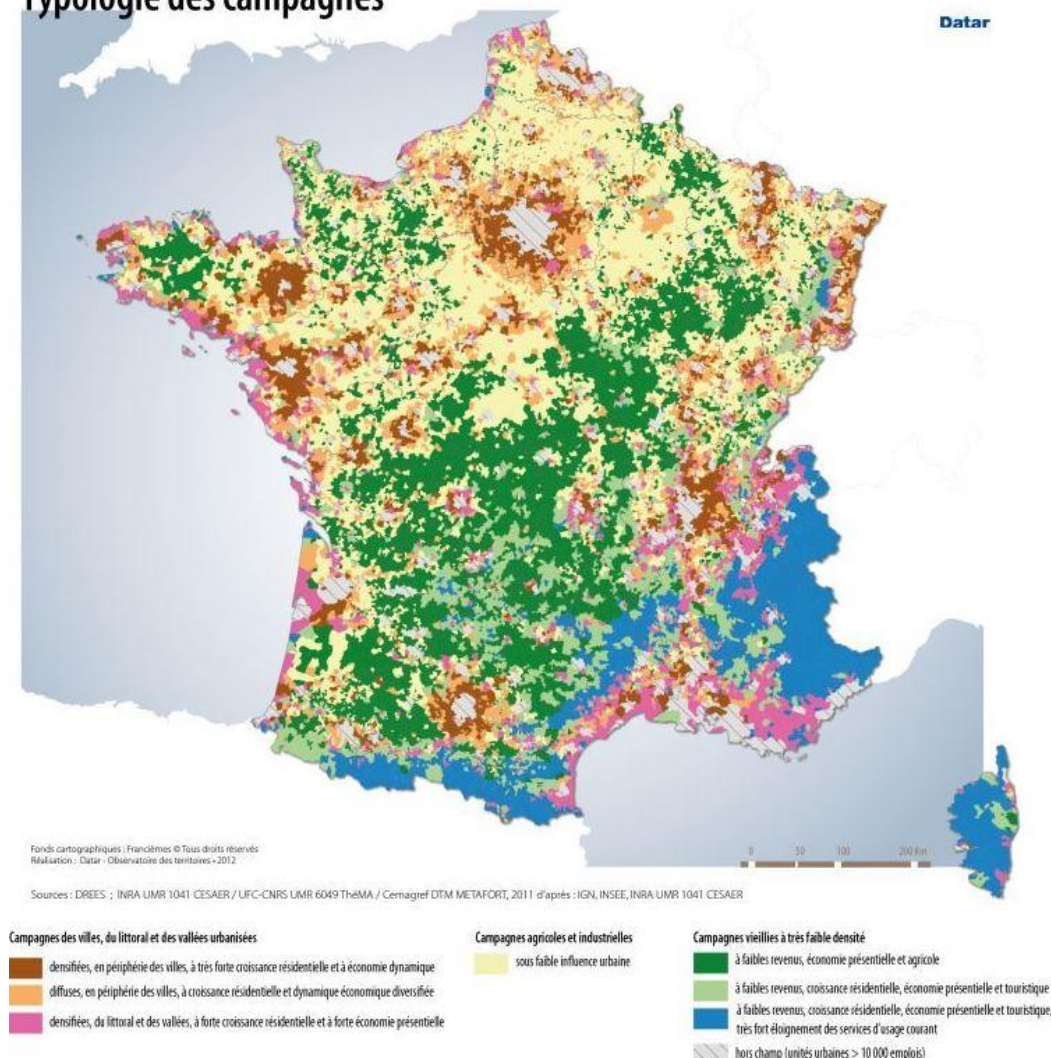 Typologie des campagnes
Datar
Fonds cartographiques : Francièmes © Tous droits réservés
Réalisation : Datar - Observatoire des territoires • 2012
0 50 100 200 Km
Sources : DREES ; INRA UMR 1041 CESAER / UFC-CNRS UMR 6049 ThéMA / Cemagref DTM METAFORT, 2011 d'après : IGN, INSEE, INRA UMR 1041 CESAER
Campagnes des villes, du littoral et des vallées urbanisées
densifiées, en périphérie des villes, à très forte croissance résidentielle et à économie dynamique
diffuses, en périphérie des villes, à croissance résidentielle et dynamique économique diversifiée
densifiées, du littoral et des vallées, à forte croissance résidentielle et à forte économie présentielle
Campagnes agricoles et industrielles
sous faible influence urbaine
Campagnes vieillies à très faible densité
à faibles revenus, économie présentielle et agricole
à faibles revenus, croissance résidentielle, économie présentielle et touristique
à faibles revenus, croissance résidentielle, économie présentielle et touristique,
très fort éloignement des services d'usage courant
hors champ (unités urbaines > 10 000 emplois)